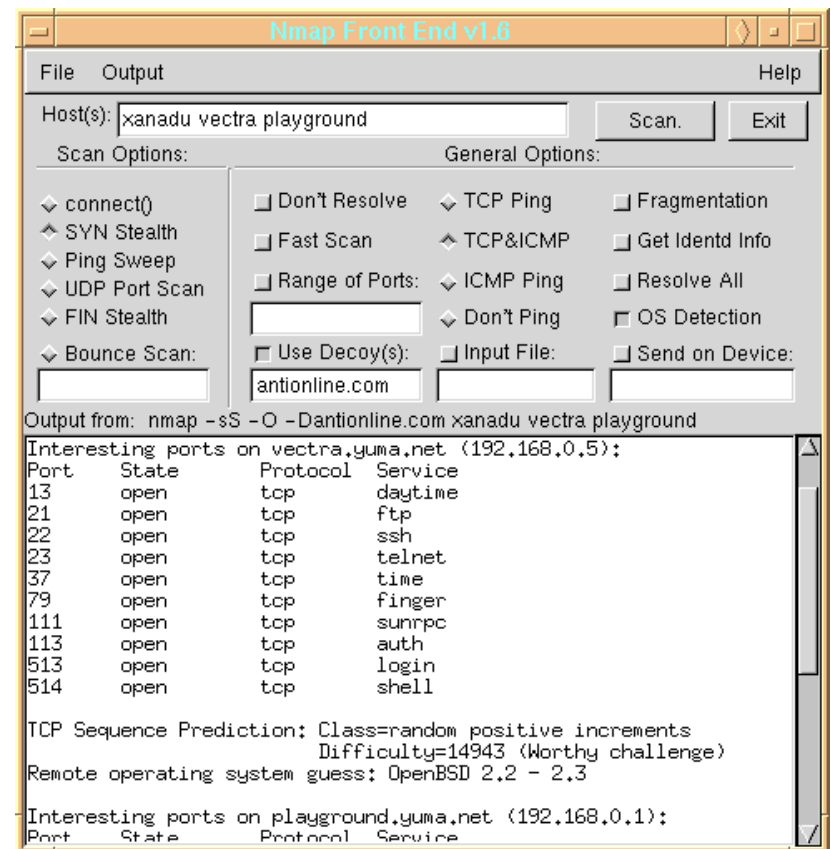 Nmap Front End v1.6
File Output Help
Host(s): xanadu vectra playground Scan. Exit
Scan Options: General Options:
connect() Don't Resolve TCP Ping Fragmentation
SYN Stealth Fast Scan TCP&ICMP Get Identd Info
Ping Sweep Range of Ports: ICMP Ping Resolve All
UDP Port Scan Don't Ping OS Detection
FIN Stealth
Bounce Scan: Use Decoy(s): Input File: Send on Device:
antionline.com
Output from: nmap -sS -O -Dantionline.com xanadu vectra playground
Interesting ports on vectra.yuma.net (192.168.0.5):
Port State Protocol Service
13 open tcp daytime
21 open tcp ftp
22 open tcp ssh
23 open tcp telnet
37 open tcp time
79 open tcp finger
111 open tcp sunrpc
113 open tcp auth
513 open tcp login
514 open tcp shell
TCP Sequence Prediction: Class=random positive increments
Difficulty=14943 (Worthy challenge)
Remote operating system guess: OpenBSD 2.2 - 2.3
Interesting ports on playground.yuma.net (192.168.0.1):
Port State Protocol Service